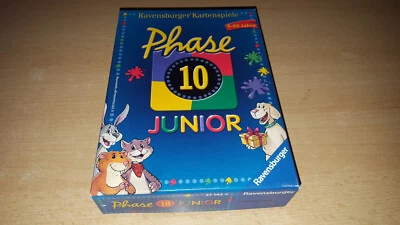 Ravensburger Kartenspiele
Phase
10
JUNIOR
Ravensburger
Phase 10 JUNIOR
Ravensburger